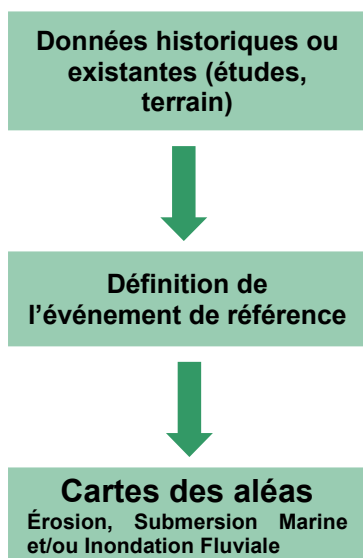 Données historiques ou
existantes (études,
terrain)
Définition de
l'événement de référence
Cartes des aléas
Érosion, Submersion Marine
et/ou Inondation Fluviale